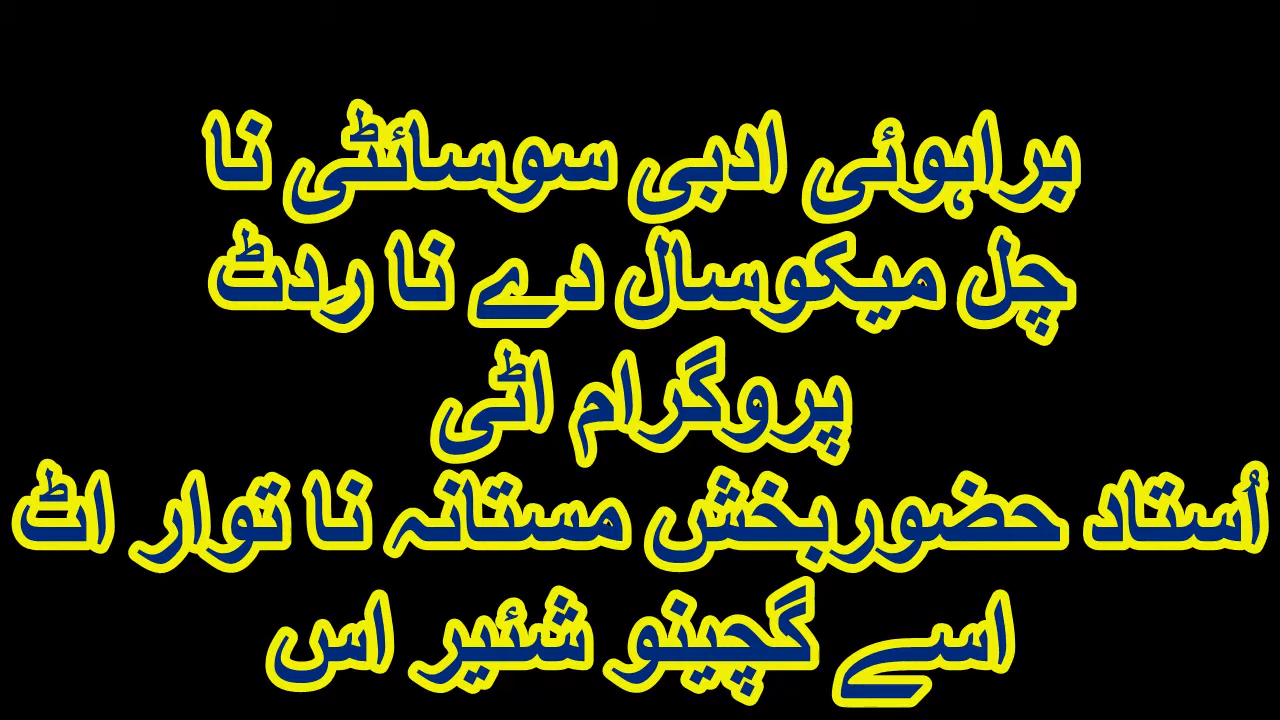 براہوئی ادبی سوسائٹی نا
چل میکوسال دے نا رِدٹ
پروگرام اٹی
اُستاد حضوربخش مستانہ نا توار اٹ
اسے گچینو شئیر اس